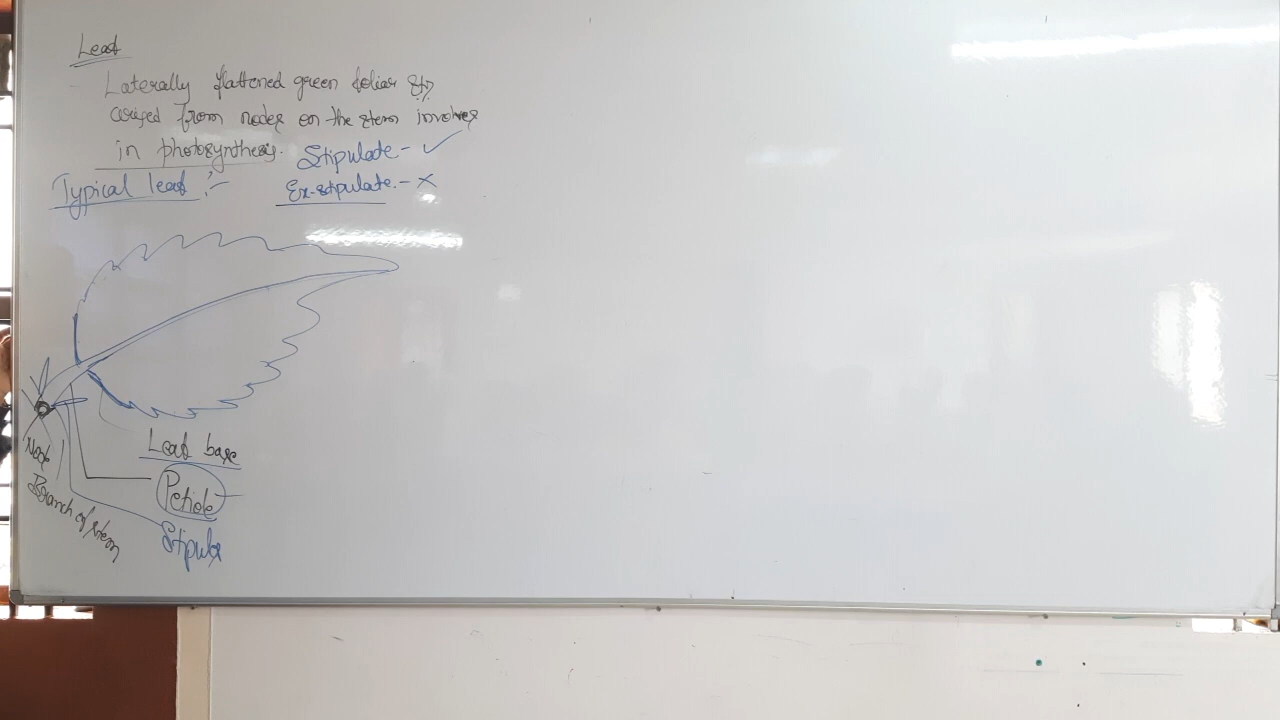 Leaf
- Laterally flattened green foliar str.
arised from nodes on the stem involves
in photosynthesis.
Stipulate - ✓
Typical leaf :-
Ex-stipulate. - ✗
Leaf base
Petiole
Stipule
Node
Branch of stem